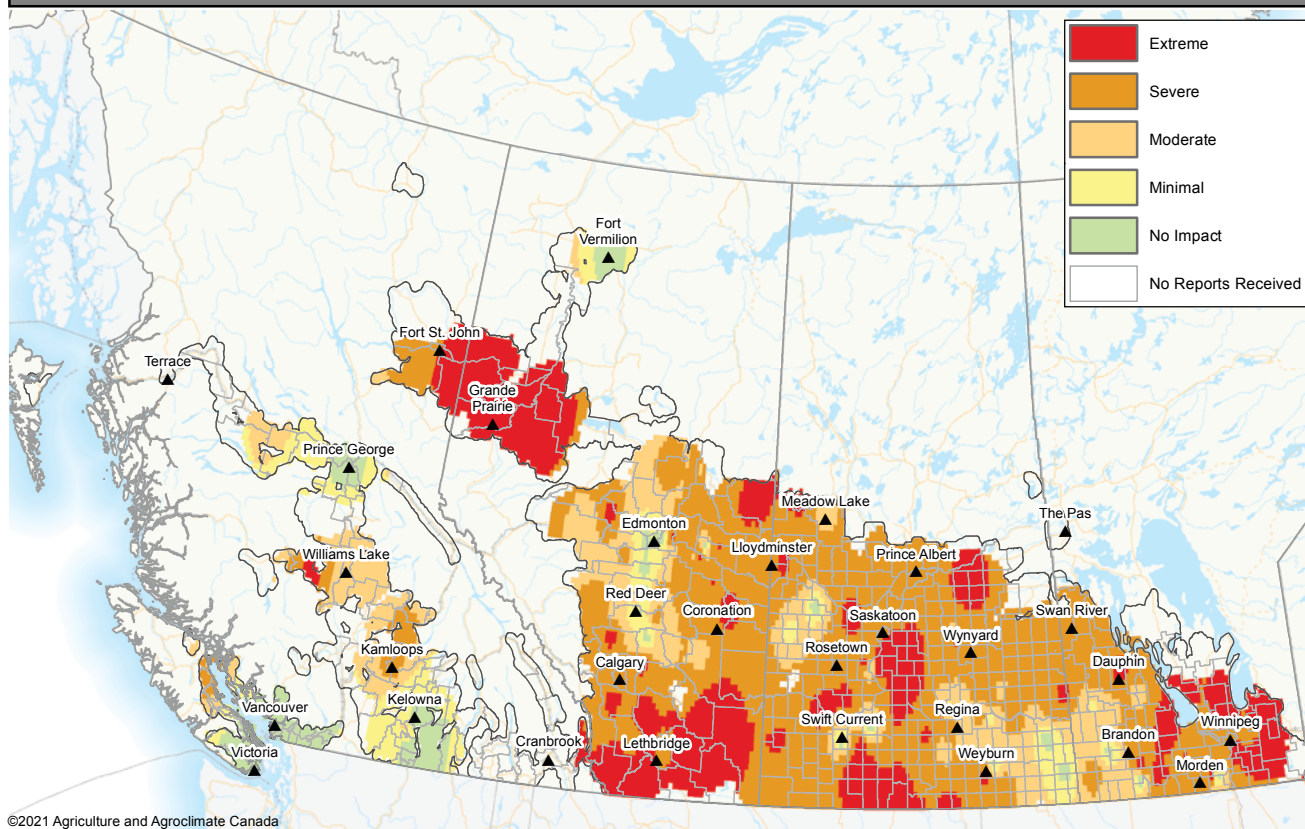 Extreme
Severe
Moderate
Minimal
No Impact
No Reports Received
Fort
Vermilion
Fort St. John
Terrace
Grande
Prairie
Prince George
Meadow Lake
The Pas
Edmonton
Williams Lake
Lloydminster
Prince Albert
Red Deer
Coronation
Saskatoon
Swan River
Wynyard
Kamloops
Rosetown
Calgary
Dauphin
Kelowna
Vancouver
Swift Current
Regina
Winnipeg
Brandon
Victoria
Cranbrook
Lethbridge
Weyburn
Morden
©2021 Agriculture and Agroclimate Canada